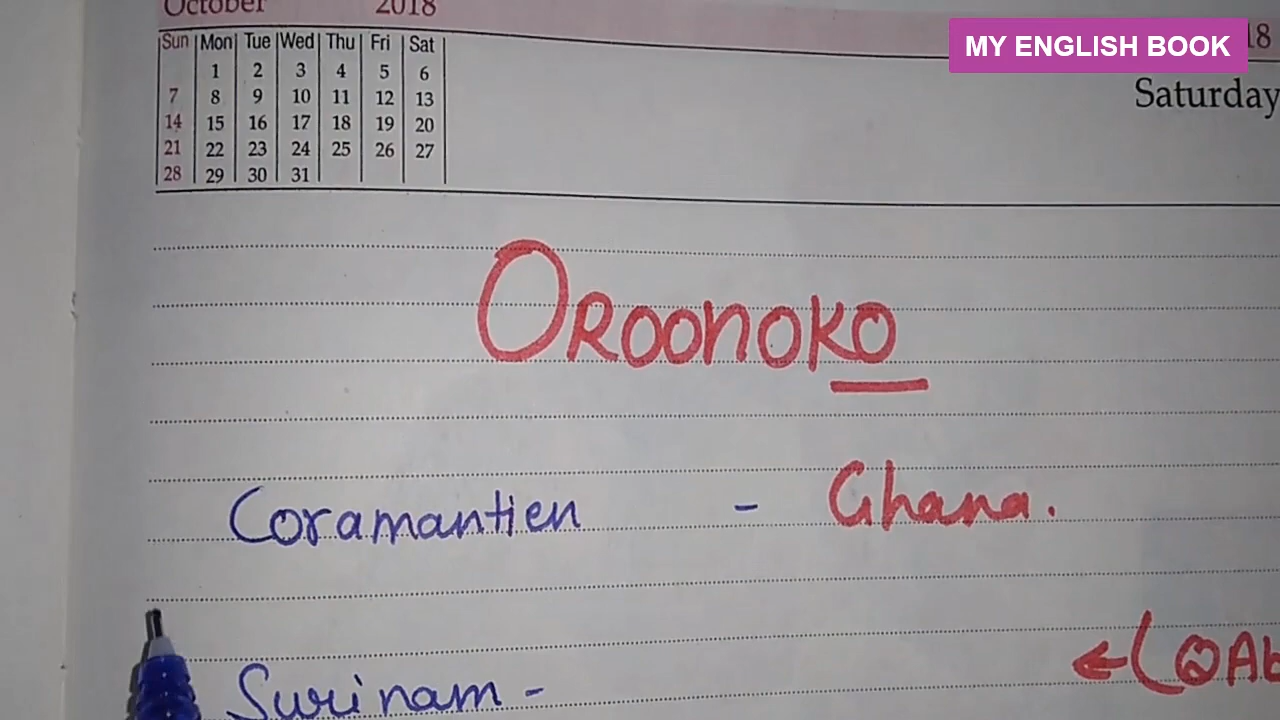 October 2018
MY ENGLISH BOOK
18
Saturday
Sun Mon Tue Wed Thu Fri Sat
1 2 3 4 5 6
7 8 9 10 11 12 13
14 15 16 17 18 19 20
21 22 23 24 25 26 27
28 29 30 31
Oroonoko
Coramantien - Ghana.
Surinam -